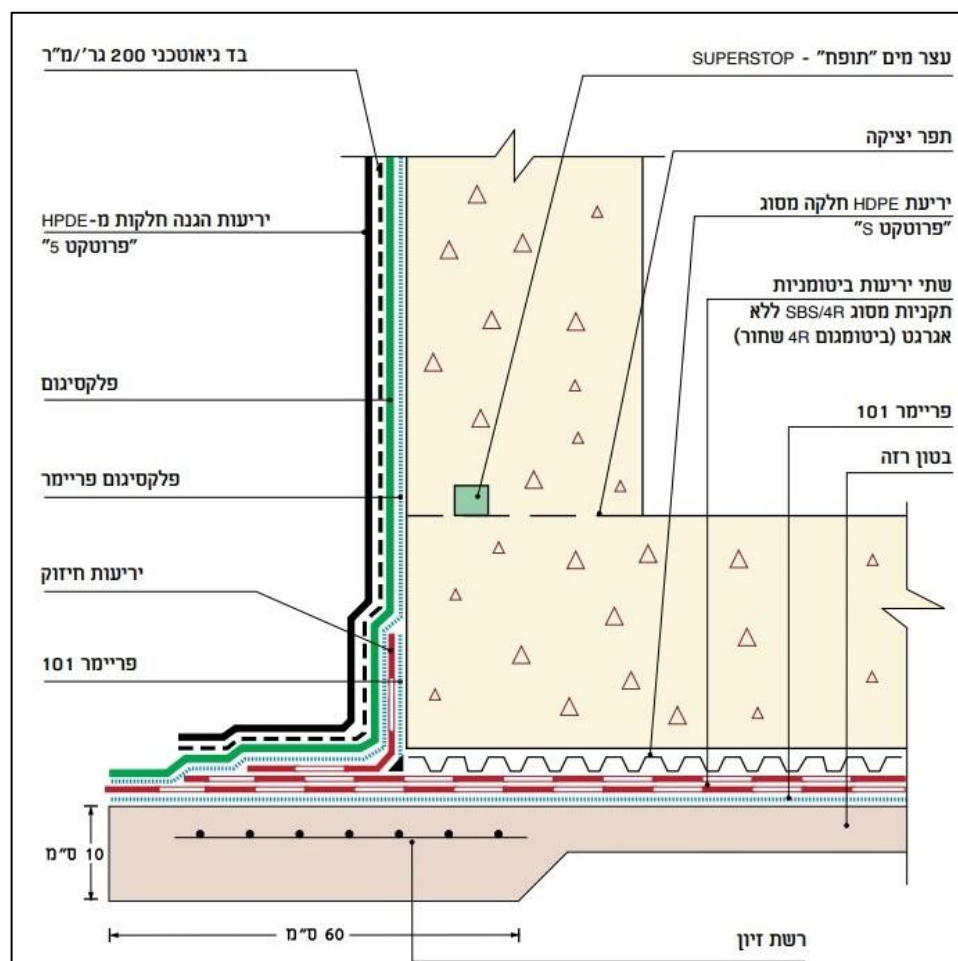 עצר מים "תופח" - SUPERSTOP
תפר יציקה
יריעת HDPE חלקה מסוג
"פרוטקט S"
שתי יריעות ביטומניות
תקניות מסוג SBS/4R ללא
אגרגט (ביטומגום 4R שחור)
פריימר 101
בטון רזה
בד גיאוטכני 200 גר'/מ"ר
יריעות הגנה חלקות מ-HPDE
"פרוטקט 5"
פלקסיגום
פלקסיגום פריימר
יריעות חיזוק
פריימר 101
10 ס"מ
60 ס"מ
רשת זיון